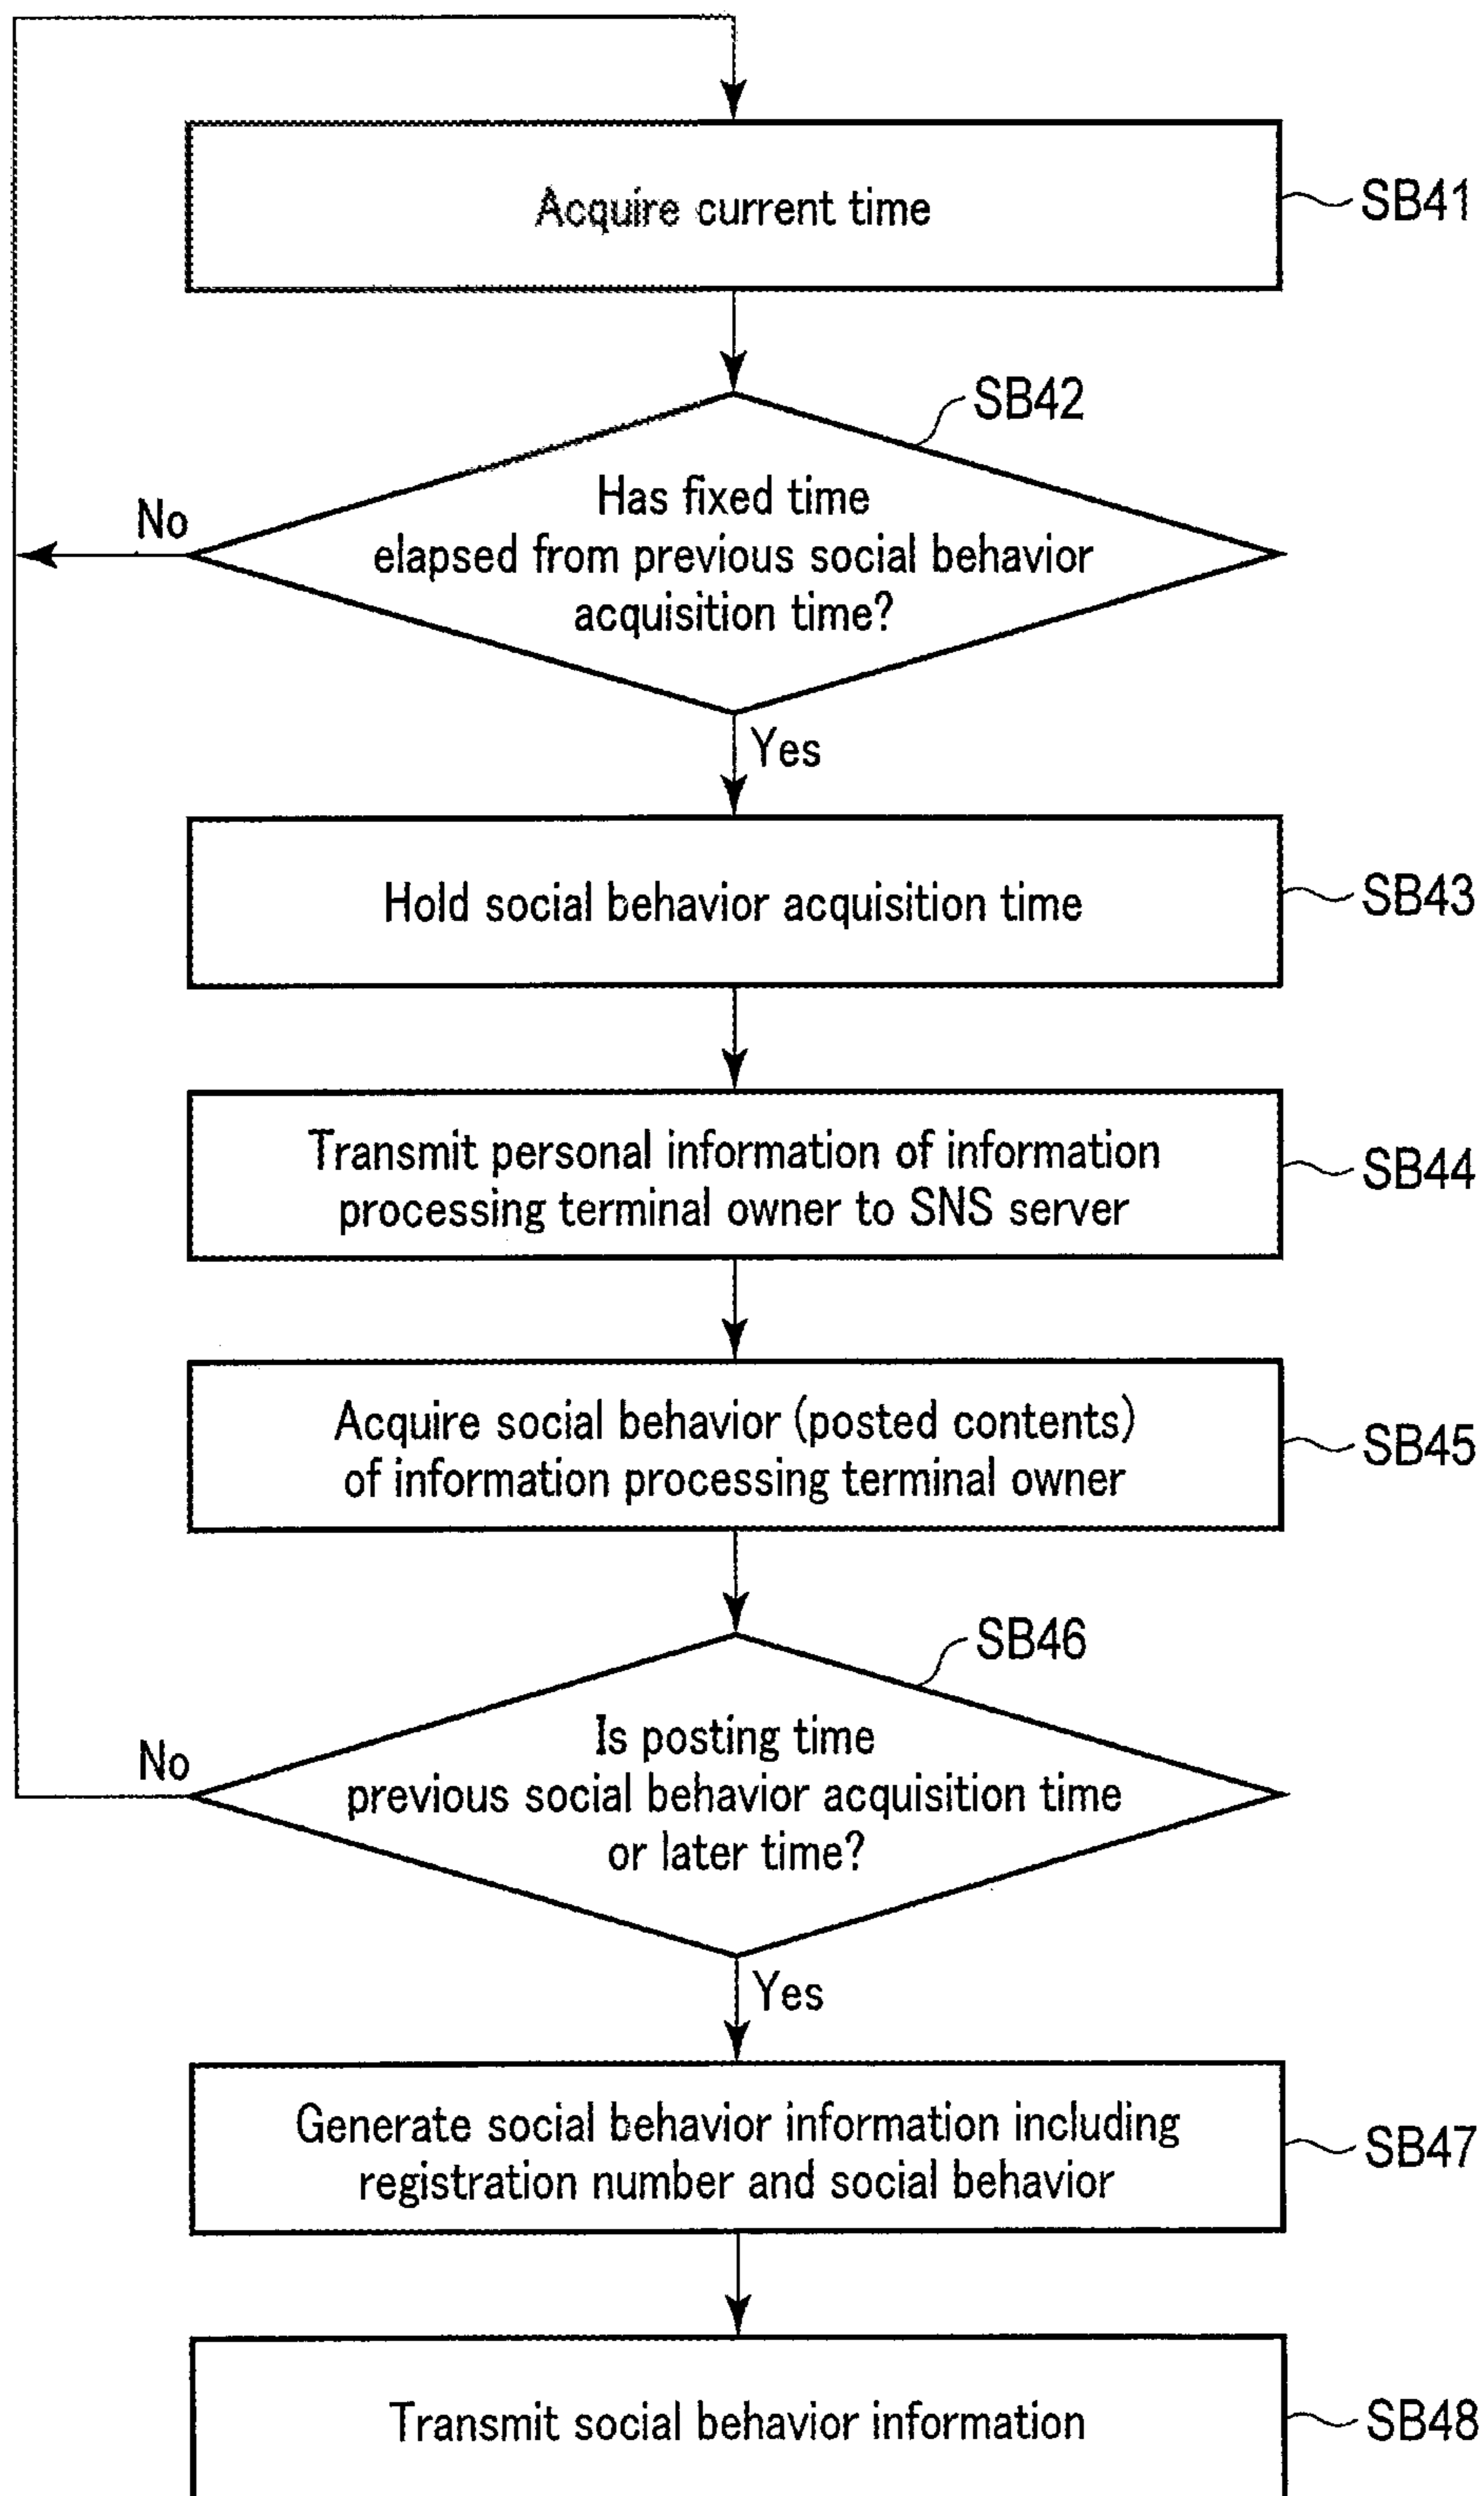 Acquire current time
SB41
SB42
Has fixed time
elapsed from previous social behavior
acquisition time?
No
Yes
Hold social behavior acquisition time
SB43
Transmit personal information of information
processing terminal owner to SNS server
SB44
Acquire social behavior (posted contents)
of information processing terminal owner
SB45
SB46
Is posting time
previous social behavior acquisition time
or later time?
No
Yes
Generate social behavior information including
registration number and social behavior
SB47
Transmit social behavior information
SB48